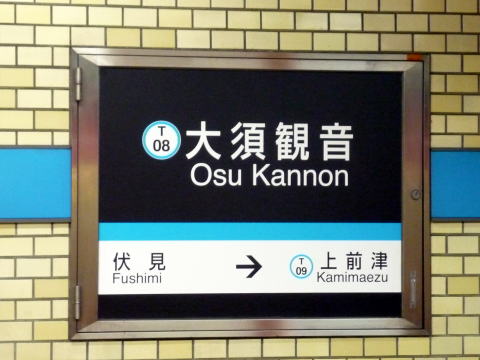 T
08
大須観音
Osu Kannon
伏見
Fushimi
→
T
09
上前津
Kamimaezu